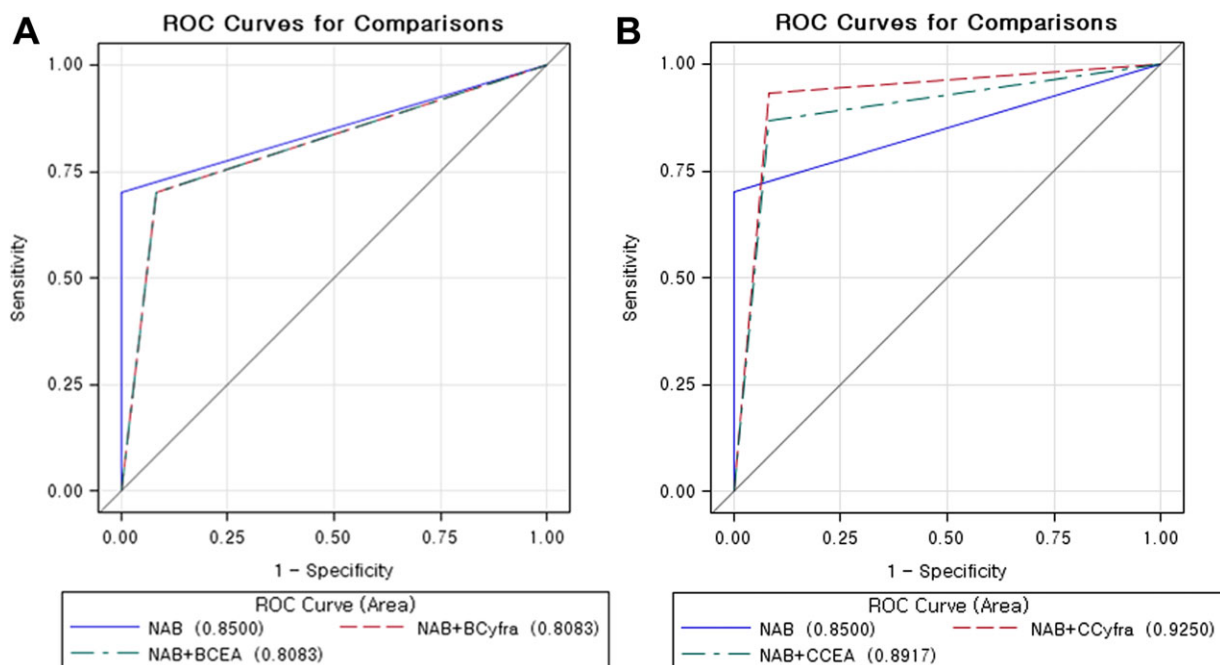 A
ROC Curves for Comparisons
1.00
0.75
0.50
0.25
0.00
Sensitivity
0.00 0.25 0.50 0.75 1.00
1 - Specificity
ROC Curve (Area)
NAB (0.8500) NAB+BCyfra (0.8083)
NAB+BCEA (0.8083)
B
ROC Curves for Comparisons
1.00
0.75
0.50
0.25
0.00
Sensitivity
0.00 0.25 0.50 0.75 1.00
1 - Specificity
ROC Curve (Area)
NAB (0.8500) NAB+CCyfra (0.9250)
NAB+CCEA (0.8917)